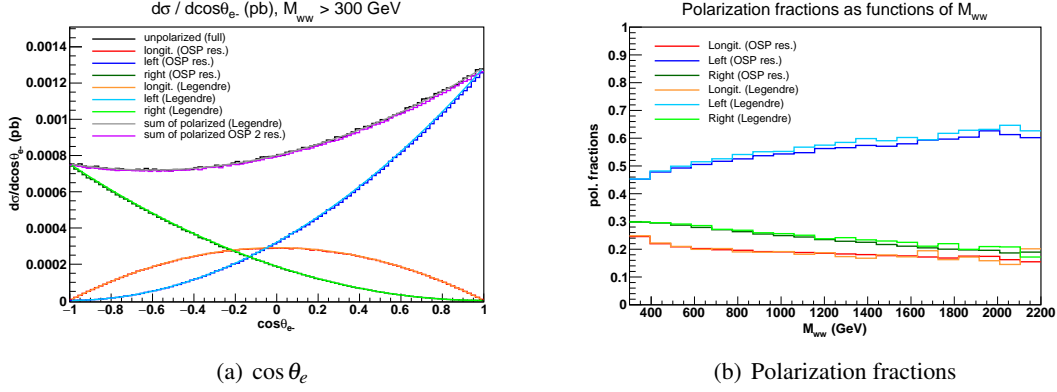 dσ / dcosθe- (pb), Mww > 300 GeV
dσ/dcosθe- (pb)
0.0014
0.0012
0.001
0.0008
0.0006
0.0004
0.0002
0
unpolarized (full)
longit. (OSP res.)
left (OSP res.)
right (OSP res.)
longit. (Legendre)
left (Legendre)
right (Legendre)
sum of polarized (Legendre)
sum of polarized OSP 2 res.)
−1 −0.8 −0.6 −0.4 −0.2 0 0.2 0.4 0.6 0.8 1
cosθe-
(a) cos θe
Polarization fractions as functions of Mww
pol. fractions
1
0.9
0.8
0.7
0.6
0.5
0.4
0.3
0.2
0.1
0
Longit. (OSP res.)
Left (OSP res.)
Right (OSP res.)
Longit. (Legendre)
Left (Legendre)
Right (Legendre)
400 600 800 1000 1200 1400 1600 1800 2000 2200
Mww (GeV)
(b) Polarization fractions